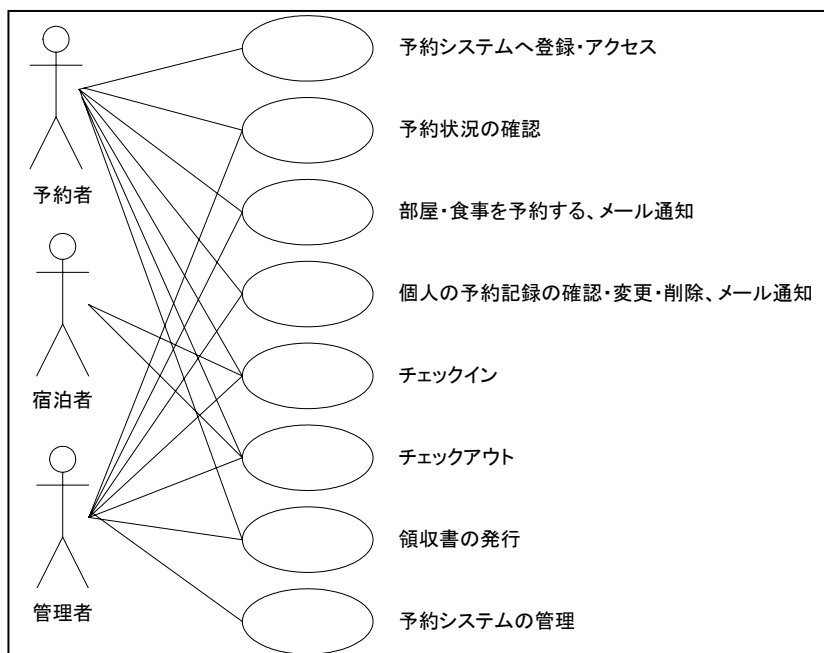 予約システムへ登録・アクセス
予約状況の確認
予約者
部屋・食事を予約する、メール通知
個人の予約記録の確認・変更・削除、メール通知
宿泊者
チェックイン
チェックアウト
領収書の発行
管理者
予約システムの管理